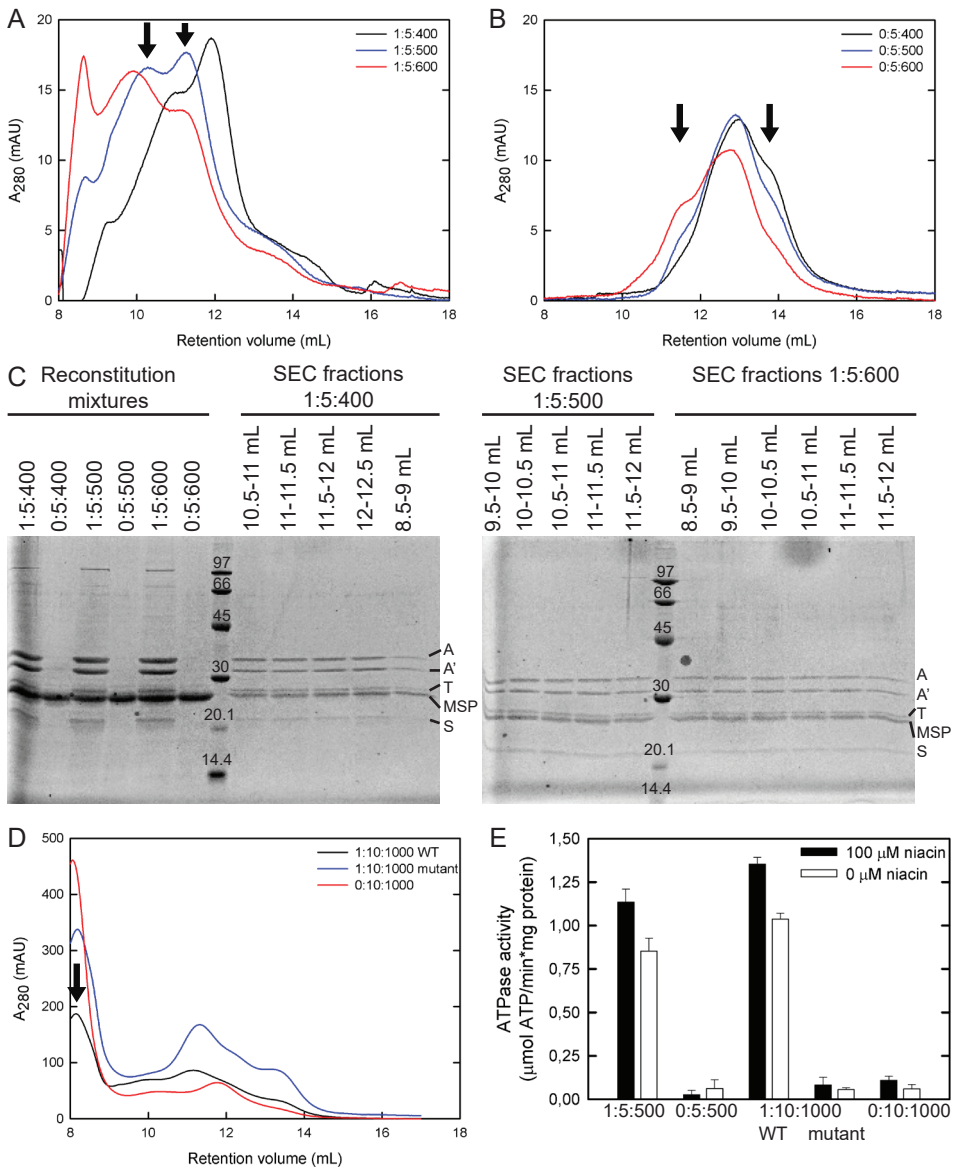 A
1:5:400
1:5:500
1:5:600
A280 (mAU)
20
15
10
5
0
8 10 12 14 16 18
Retention volume (mL)
B
0:5:400
0:5:500
0:5:600
A280 (mAU)
20
15
10
5
0
8 10 12 14 16 18
Retention volume (mL)
C
Reconstitution
mixtures
SEC fractions
1:5:400
SEC fractions
1:5:500
SEC fractions 1:5:600
1:5:400
0:5:400
1:5:500
0:5:500
1:5:600
0:5:600
10.5-11 mL
11-11.5 mL
11.5-12 mL
12-12.5 mL
8.5-9 mL
9.5-10 mL
10-10.5 mL
10.5-11 mL
11-11.5 mL
11.5-12 mL
8.5-9 mL
9.5-10 mL
10-10.5 mL
10.5-11 mL
11-11.5 mL
11.5-12 mL
97
66
45
30
20.1
14.4
A
A'
T
MSP
S
97
66
45
30
20.1
14.4
A
A'
T
MSP
S
D
1:10:1000 WT
1:10:1000 mutant
0:10:1000
A280 (mAU)
500
400
300
200
100
0
8 10 12 14 16 18
Retention volume (mL)
E
100 μM niacin
0 μM niacin
ATPase activity
(μmol ATP/min*mg protein)
1,50
1,25
1,00
0,75
0,50
0,25
0,00
1:5:500 0:5:500 1:10:1000 0:10:1000
WT mutant